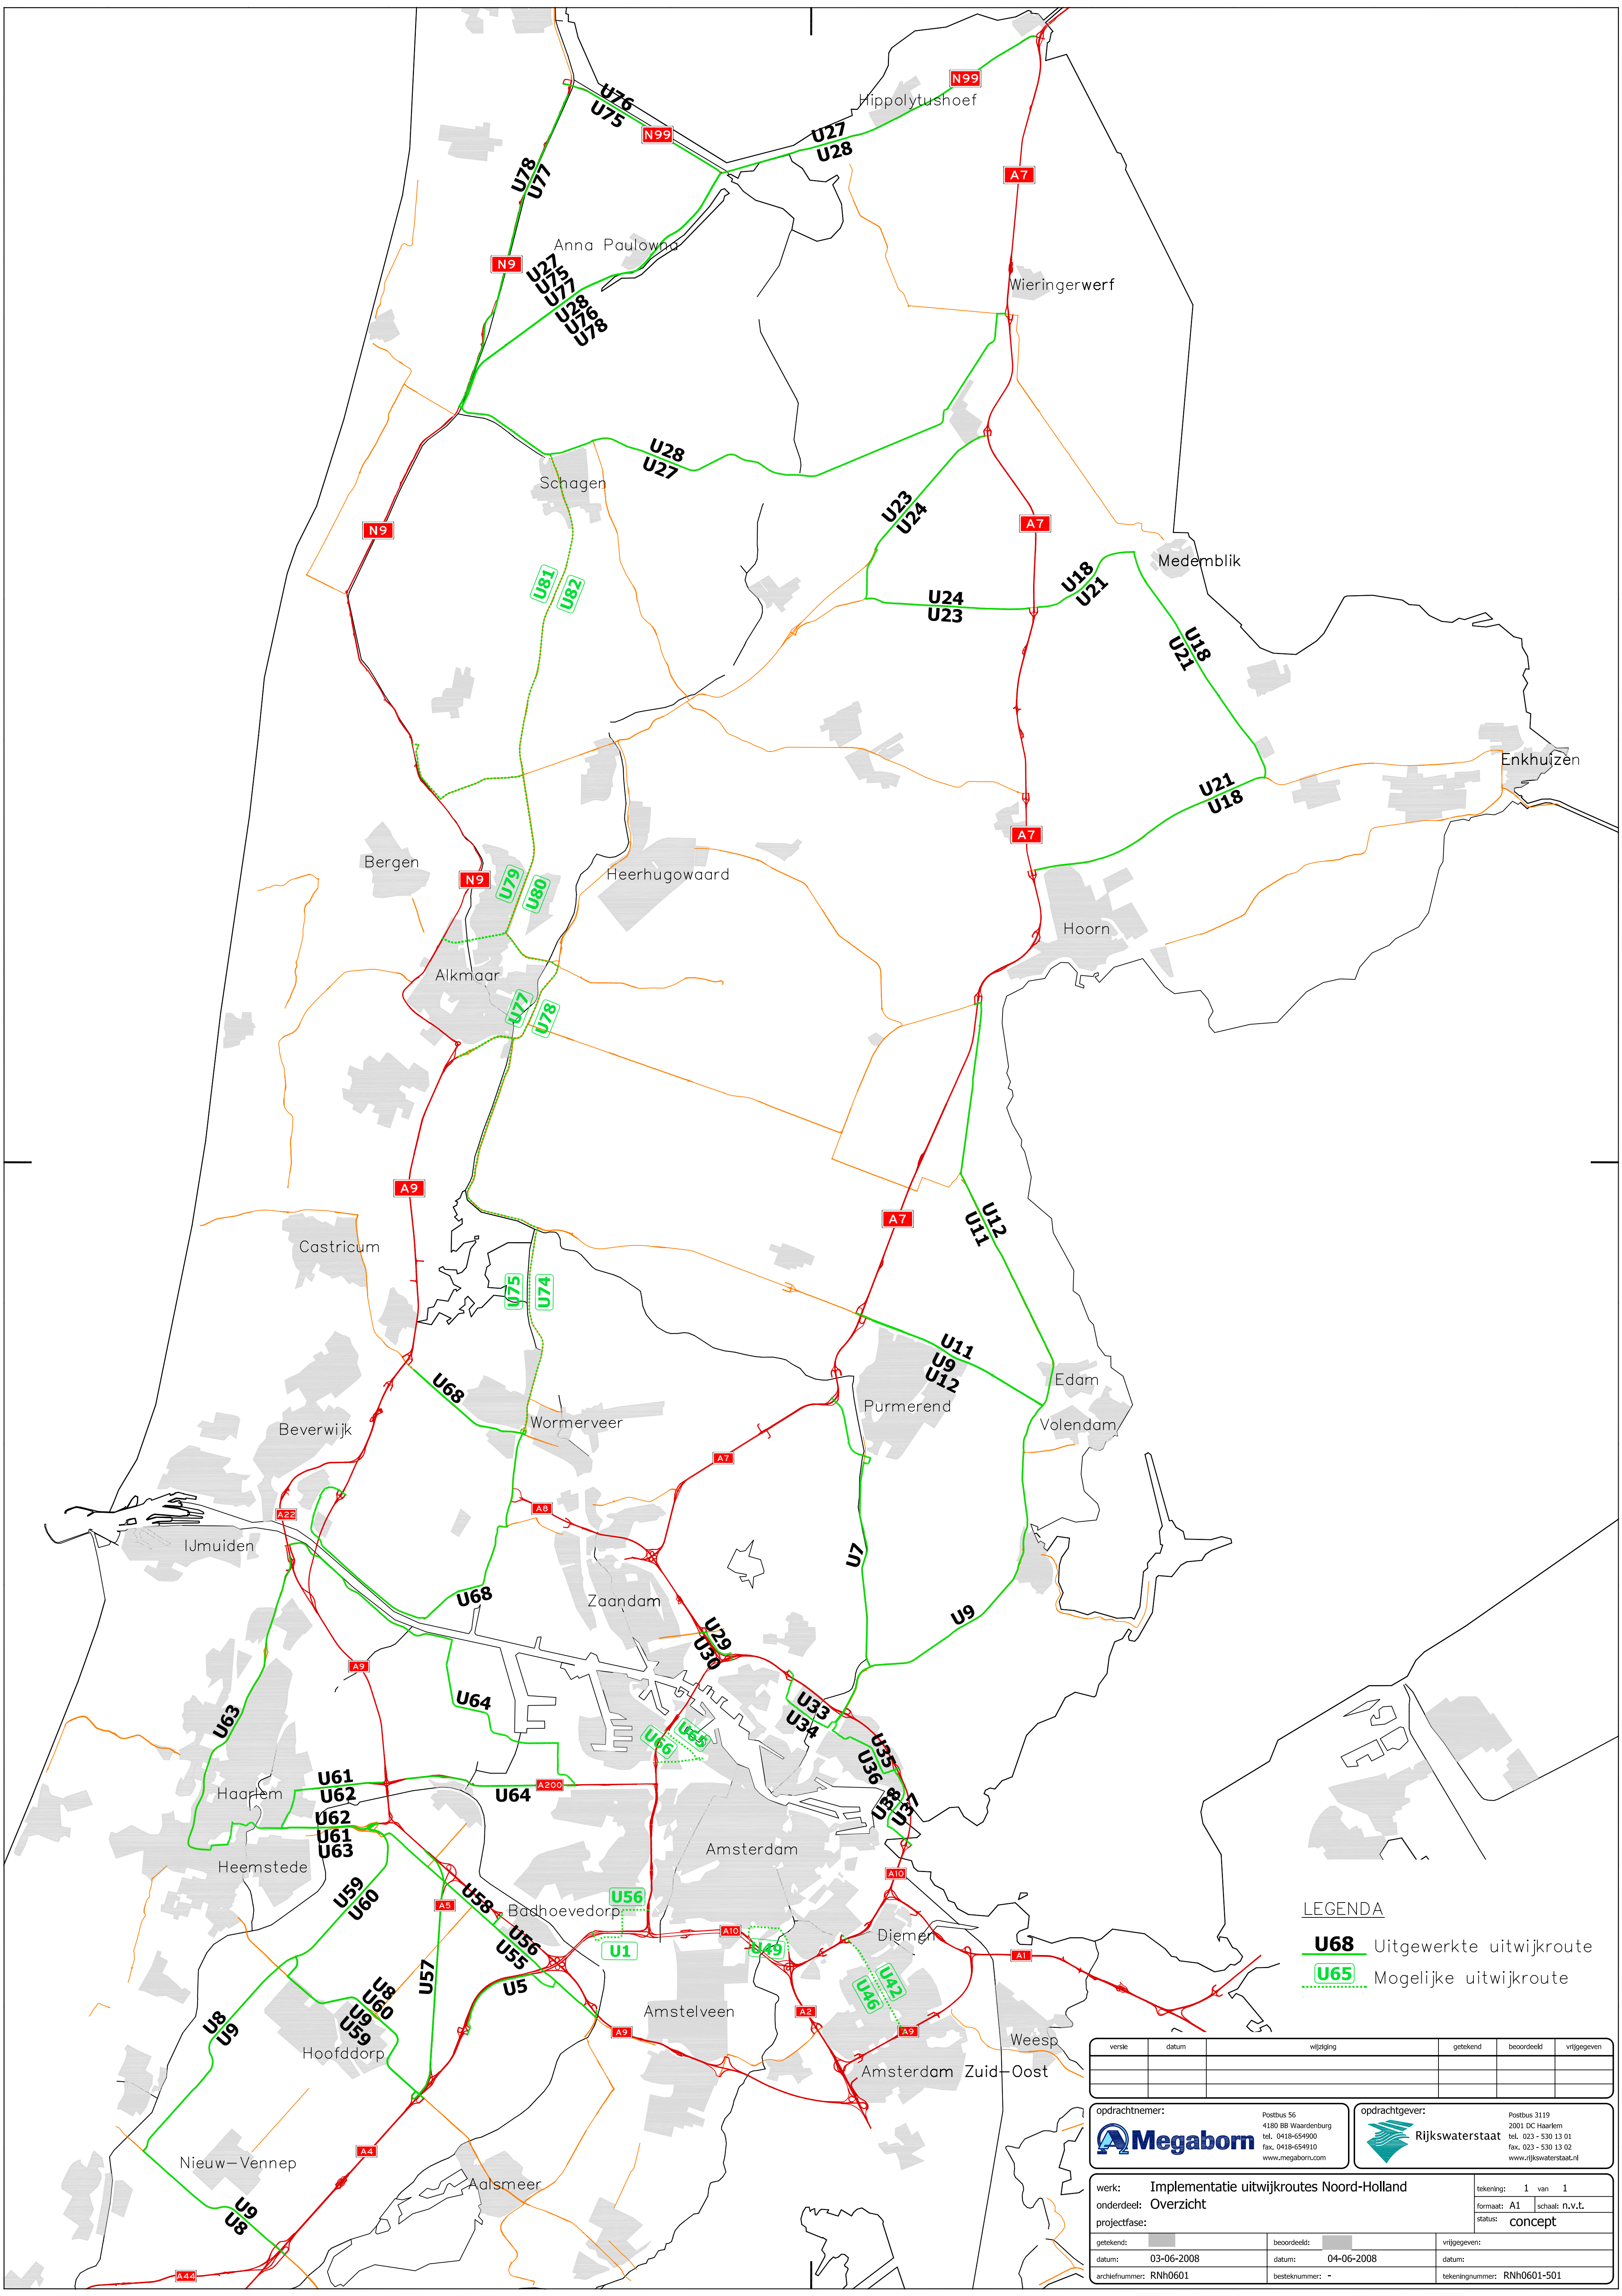 N99
Hippolytushoef
U76
U75
N99
U27
U28
A7
U78
U77
Anna Paulowna
N9
U27
U75
U77
U28
U76
U78
Wieringerwerf
U28
U27
Schagen
N9
U23
U24
A7
Medemblik
U81
U82
U24
U23
U18
U21
U18
U21
Enkhuizen
U21
U18
A7
Bergen
N9
U79
U80
Heerhugowaard
Hoorn
Alkmaar
U77
U78
A9
A7
U12
U11
Castricum
U75
U74
U11
U9
U12
U68
Edam
Purmerend
Volendam
Wormerveer
Beverwijk
A7
A8
A22
IJmuiden
U7
U68
Zaandam
U9
U29
U30
A9
U64
U63
U33
U34
U65
U66
U35
U36
U61
U62
A200
U64
Haarlem
U38
U37
U62
U61
U63
Amsterdam
Heemstede
A10
U59
U60
U58
U56
A5
Badhoevedorp
U56
U55
A10
U1
U49
Diemen
A1
LEGENDA
U68 Uitgewerkte uitwijkroute
U65 Mogelijke uitwijkroute
U57
U5
U42
U46
U8
U60
U9
U59
U8
U9
Amstelveen
A2
A9
A9
Weesp
Hoofddorp
Amsterdam Zuid-Oost
A4
Nieuw-Vennep
Aalsmeer
U9
U8
A44
versie datum wijziging getekend beoordeeld vrijgegeven
opdrachtnemer:
Megaborn
Postbus 56
4180 BB Waardenburg
tel. 0418-654900
fax. 0418-654910
www.megaborn.com
opdrachtgever:
Rijkswaterstaat
Postbus 3119
2001 DC Haarlem
tel. 023 - 530 13 01
fax. 023 - 530 13 02
www.rijkswaterstaat.nl
werk: Implementatie uitwijkroutes Noord-Holland
onderdeel: Overzicht
projectfase:
tekening: 1 van 1
formaat: A1 schaal: n.v.t.
status: concept
getekend: beoordeeld: vrijgegeven:
datum: 03-06-2008 datum: 04-06-2008 datum:
archiefnummer: RNh0601 besteknummer: - tekeningnummer: RNh0601-501